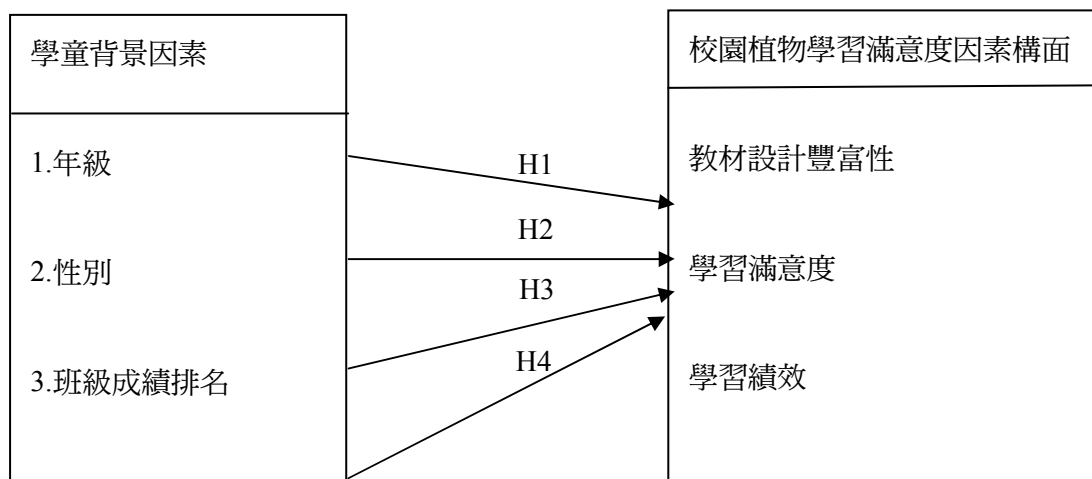 學童背景因素
校園植物學習滿意度因素構面
1.年級
H1
教材設計豐富性
H2
2.性別
學習滿意度
H3
H4
3.班級成績排名
學習績效